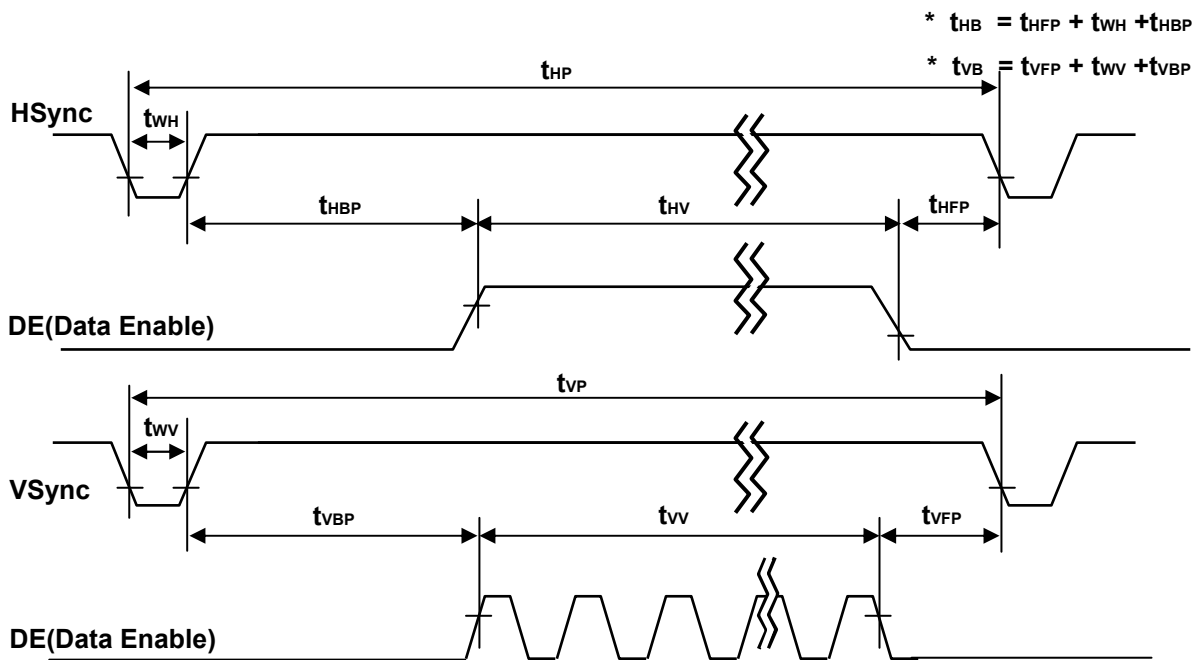 * tHB = tHFP + tWH +tHBP
* tVB = tVFP + tWV +tVBP
tHP
HSync
tWH
tHBP
tHV
tHFP
DE(Data Enable)
tVP
tWV
VSync
tVBP
tVV
tVFP
DE(Data Enable)